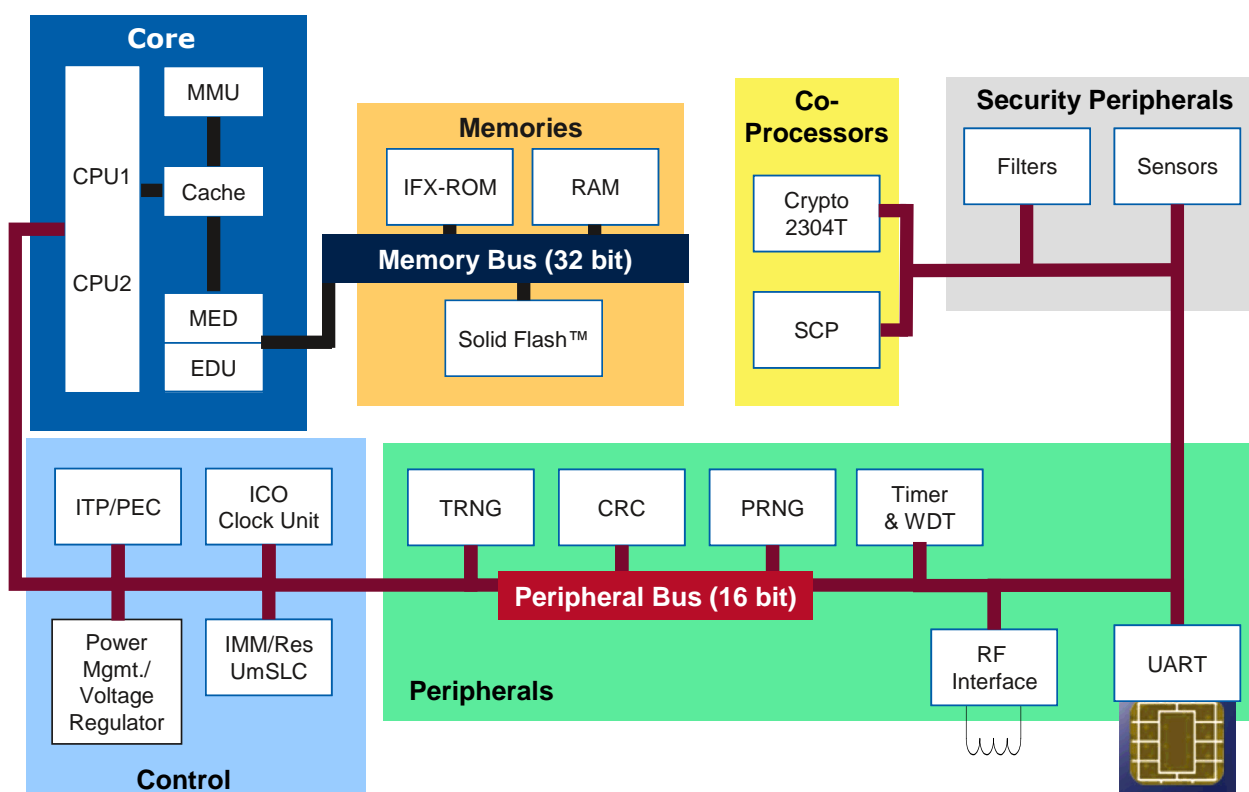 Core
CPU1
CPU2
MMU
Cache
MED
EDU
Memories
IFX-ROM
RAM
Memory Bus (32 bit)
Solid Flash™
Co-
Processors
Crypto
2304T
SCP
Security Peripherals
Filters
Sensors
ITP/PEC
ICO
Clock Unit
Power
Mgmt./
Voltage
Regulator
IMM/Res
UmSLC
Control
TRNG
CRC
PRNG
Timer
& WDT
Peripheral Bus (16 bit)
RF
Interface
UART
Peripherals